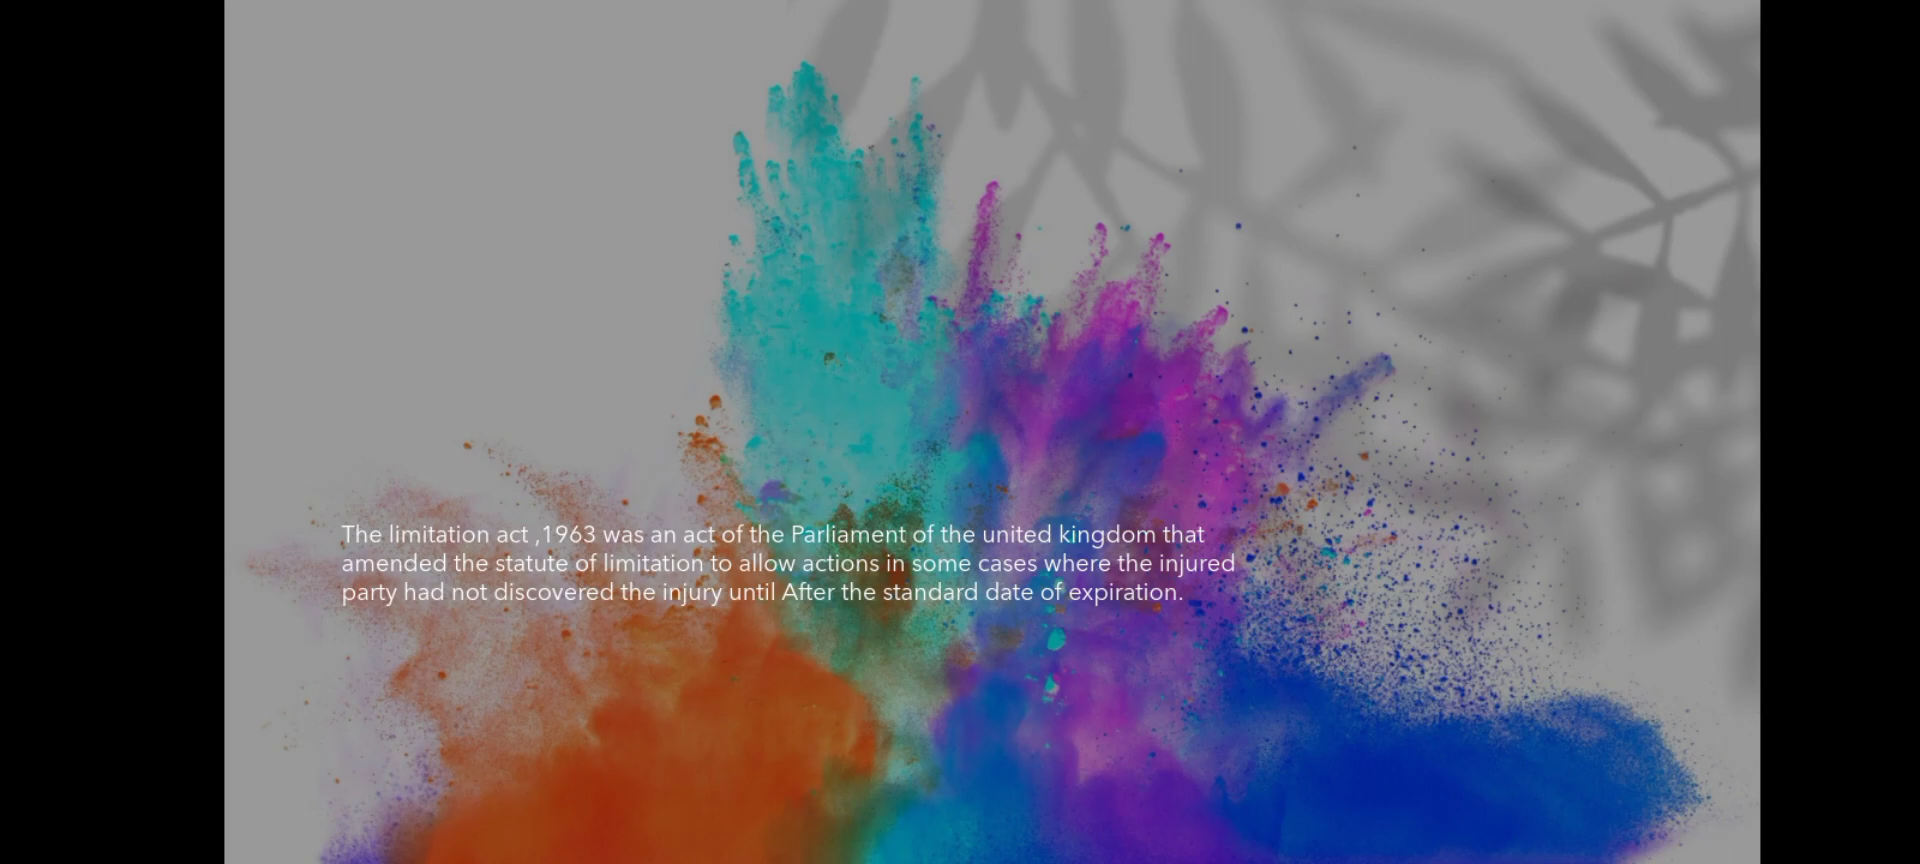 The limitation act ,1963 was an act of the Parliament of the united kingdom that
amended the statute of limitation to allow actions in some cases where the injured
party had not discovered the injury until After the standard date of expiration.